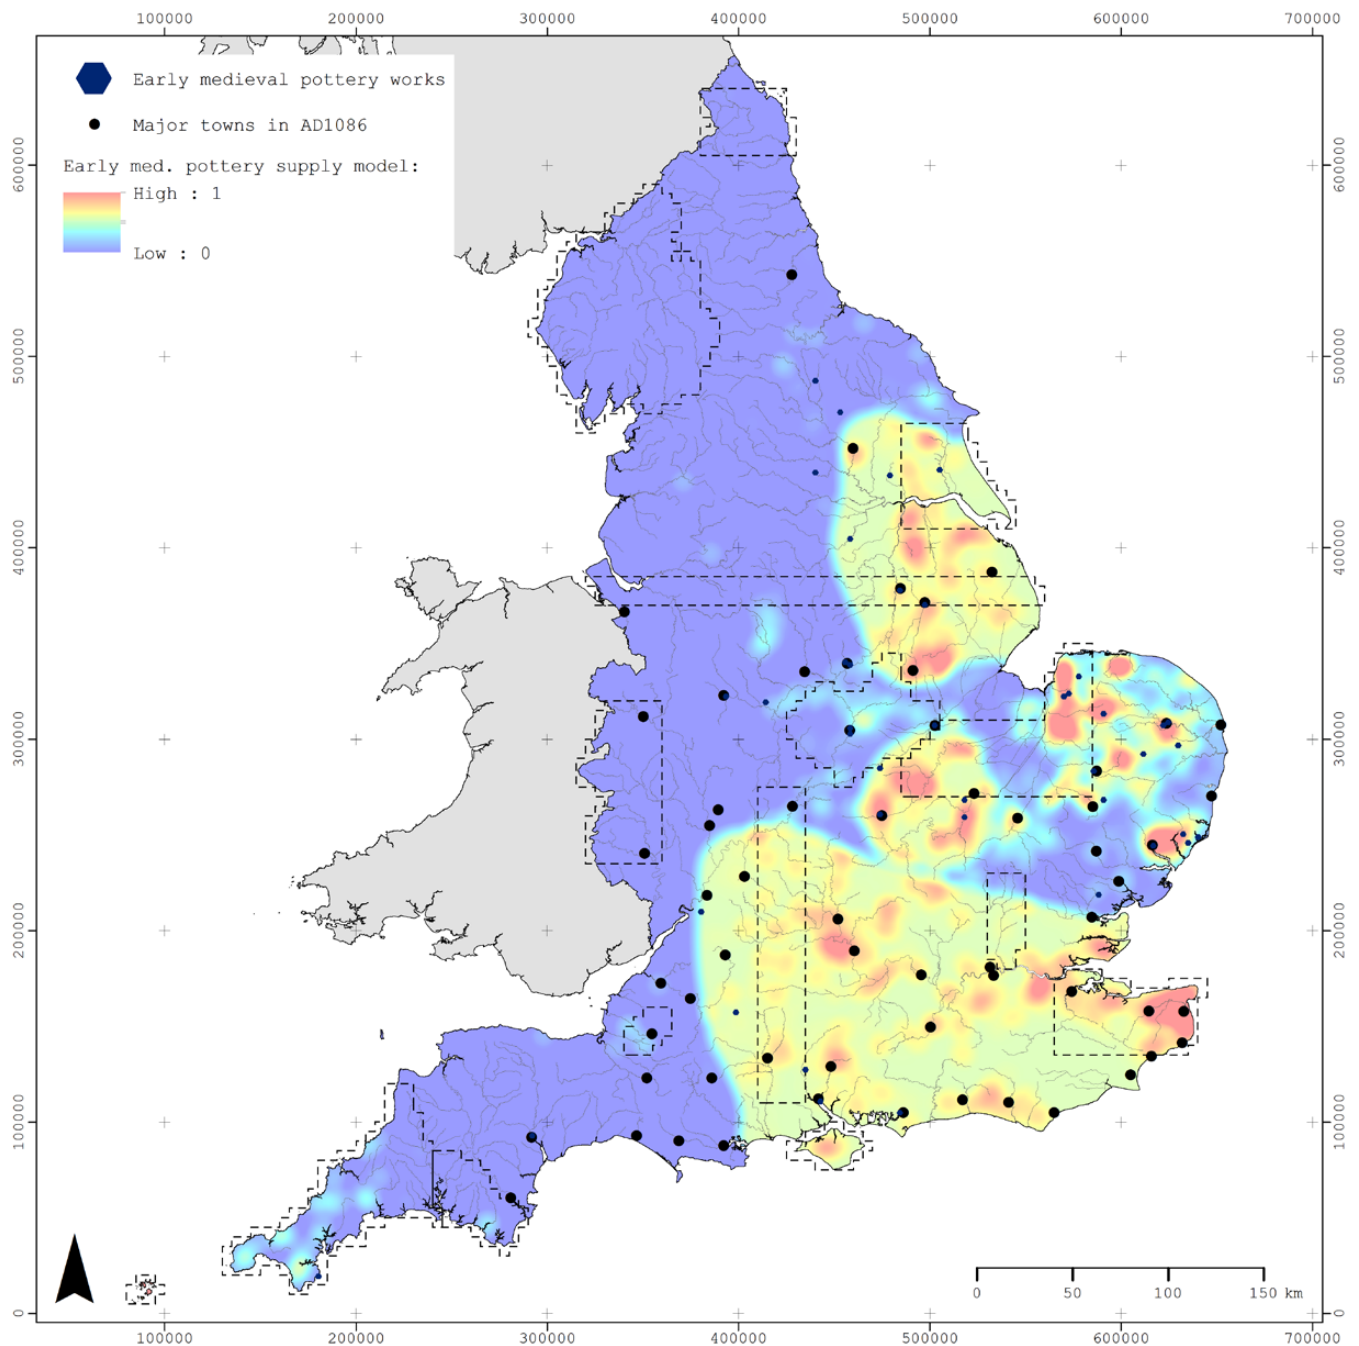 100000 200000 300000 400000 500000 600000 700000
Early medieval pottery works
Major towns in AD1086
Early med. pottery supply model:
High : 1
Low : 0
600000 600000
500000 500000
400000 400000
300000 300000
200000 200000
100000 100000
0 50 100 150 km
0 0
100000 200000 300000 400000 500000 600000 700000